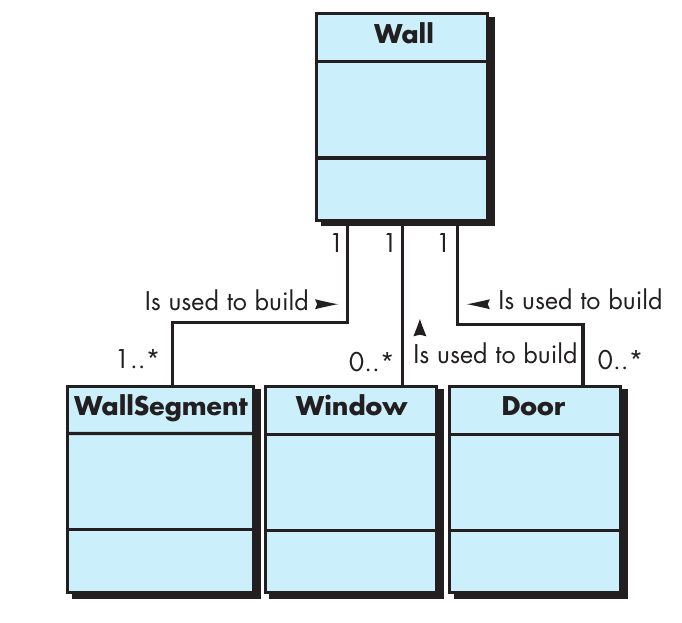 Wall
1
1
1
Is used to build
Is used to build
Is used to build
1..*
0..*
0..*
WallSegment
Window
Door